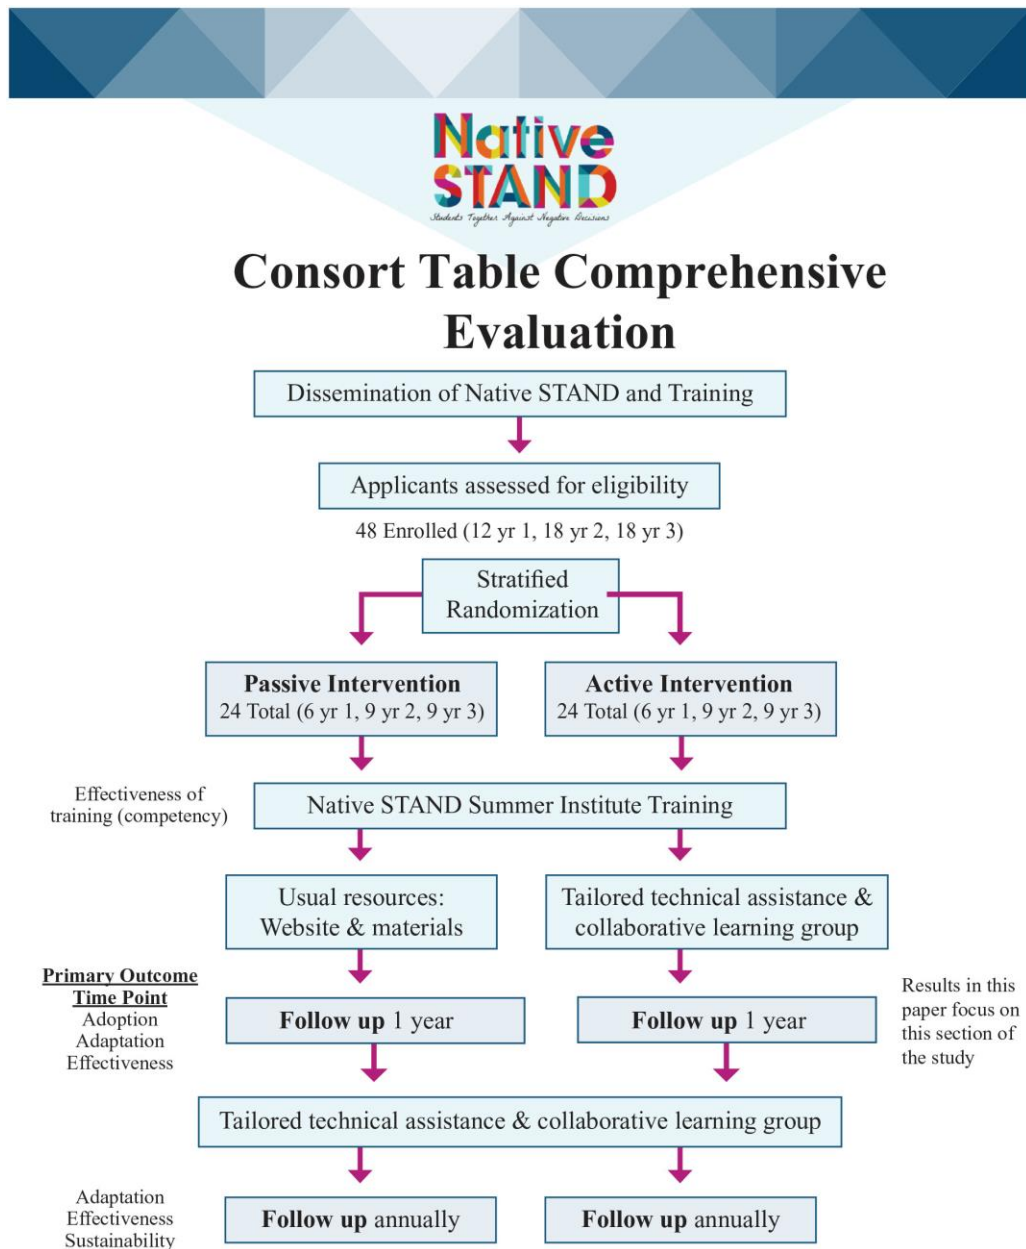 Native
STAND
Students Together Against Negative Decisions
Consort Table Comprehensive
Evaluation
Dissemination of Native STAND and Training
Applicants assessed for eligibility
48 Enrolled (12 yr 1, 18 yr 2, 18 yr 3)
Stratified
Randomization
Passive Intervention
24 Total (6 yr 1, 9 yr 2, 9 yr 3)
Active Intervention
24 Total (6 yr 1, 9 yr 2, 9 yr 3)
Effectiveness of
training (competency)
Native STAND Summer Institute Training
Usual resources:
Website & materials
Tailored technical assistance &
collaborative learning group
Primary Outcome
Time Point
Adoption
Adaptation
Effectiveness
Follow up 1 year
Follow up 1 year
Results in this
paper focus on
this section of
the study
Tailored technical assistance & collaborative learning group
Adaptation
Effectiveness
Sustainability
Follow up annually
Follow up annually